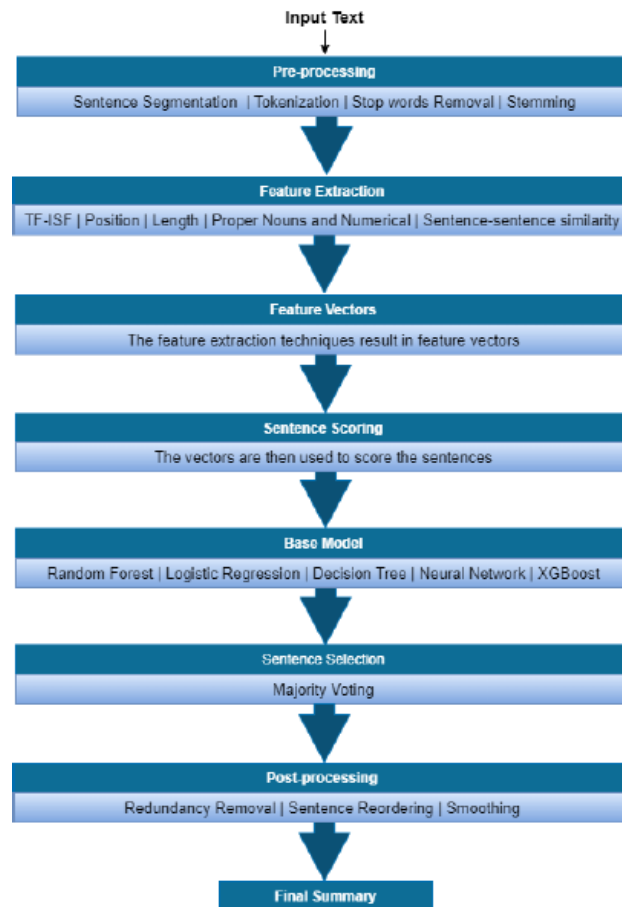 Input Text
Pre-processing
Sentence Segmentation | Tokenization | Stop words Removal | Stemming
Feature Extraction
TF-ISF | Position | Length | Proper Nouns and Numerical | Sentence-sentence similarity
Feature Vectors
The feature extraction techniques result in feature vectors
Sentence Scoring
The vectors are then used to score the sentences
Base Model
Random Forest | Logistic Regression | Decision Tree | Neural Network | XGBoost
Sentence Selection
Majority Voting
Post-processing
Redundancy Removal | Sentence Reordering | Smoothing
Final Summary